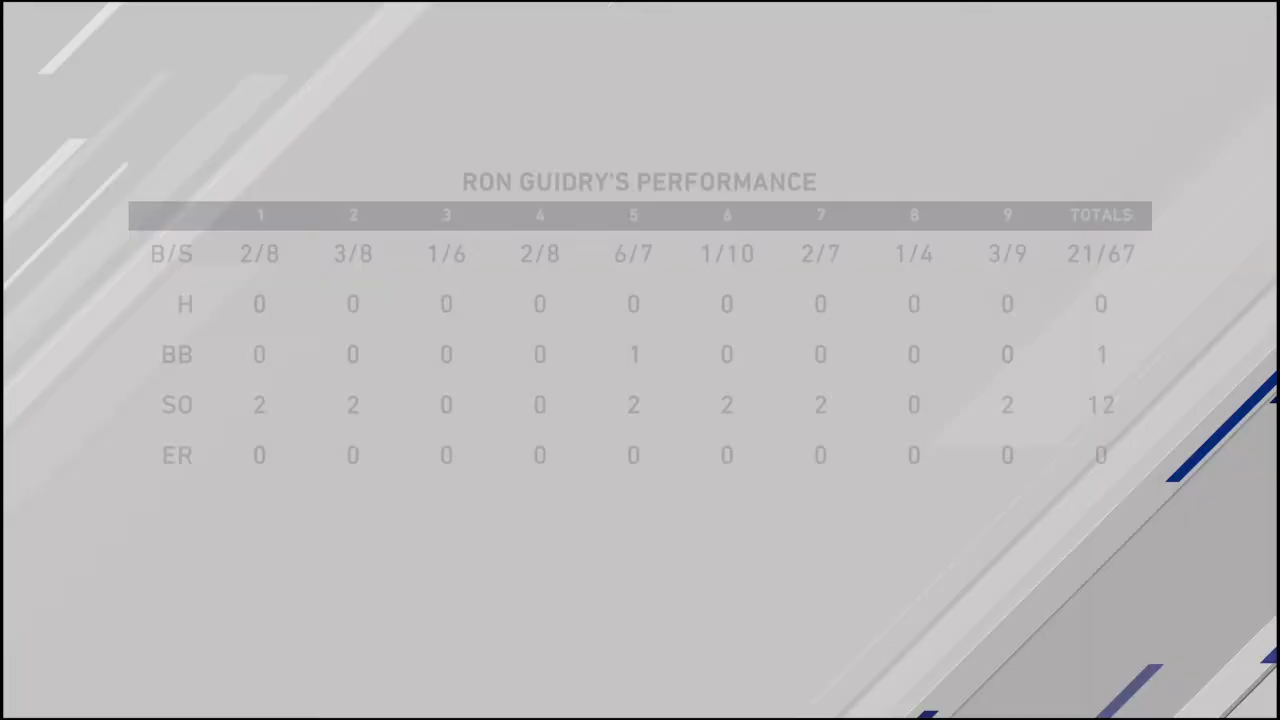 RON GUIDRY'S PERFORMANCE
1 2 3 4 5 6 7 8 9 TOTALS
B/S 2/8 3/8 1/6 2/8 6/7 1/10 2/7 1/4 3/9 21/67
H 0 0 0 0 0 0 0 0 0 0
BB 0 0 0 0 1 0 0 0 0 1
SO 2 2 0 0 2 2 2 0 2 12
ER 0 0 0 0 0 0 0 0 0 0